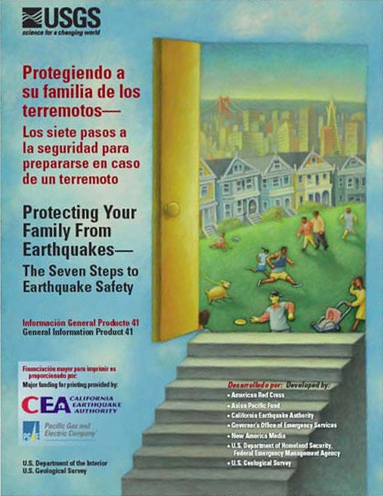 USGS
science for a changing world
Protegiendo a
su familia de los
terremotos—
Los siete pasos a
la seguridad para
prepararse en caso
de un terremoto
Protecting Your
Family From
Earthquakes—
The Seven Steps to
Earthquake Safety
Información General Producto 41
General Information Product 41
Financiación mayor para imprimir es
proporcionado por:
Major funding for printing provided by:
CEA CALIFORNIA
EARTHQUAKE
AUTHORITY
Pacific Gas and
Electric Company
PG&E
U.S. Department of the Interior
U.S. Geological Survey
Desarrollado por: Developed by:
• American Red Cross
• Asian Pacific Fund
• California Earthquake Authority
• Governor's Office of Emergency Services
• New America Media
• U.S. Department of Homeland Security,
Federal Emergency Management Agency
• U.S. Geological Survey